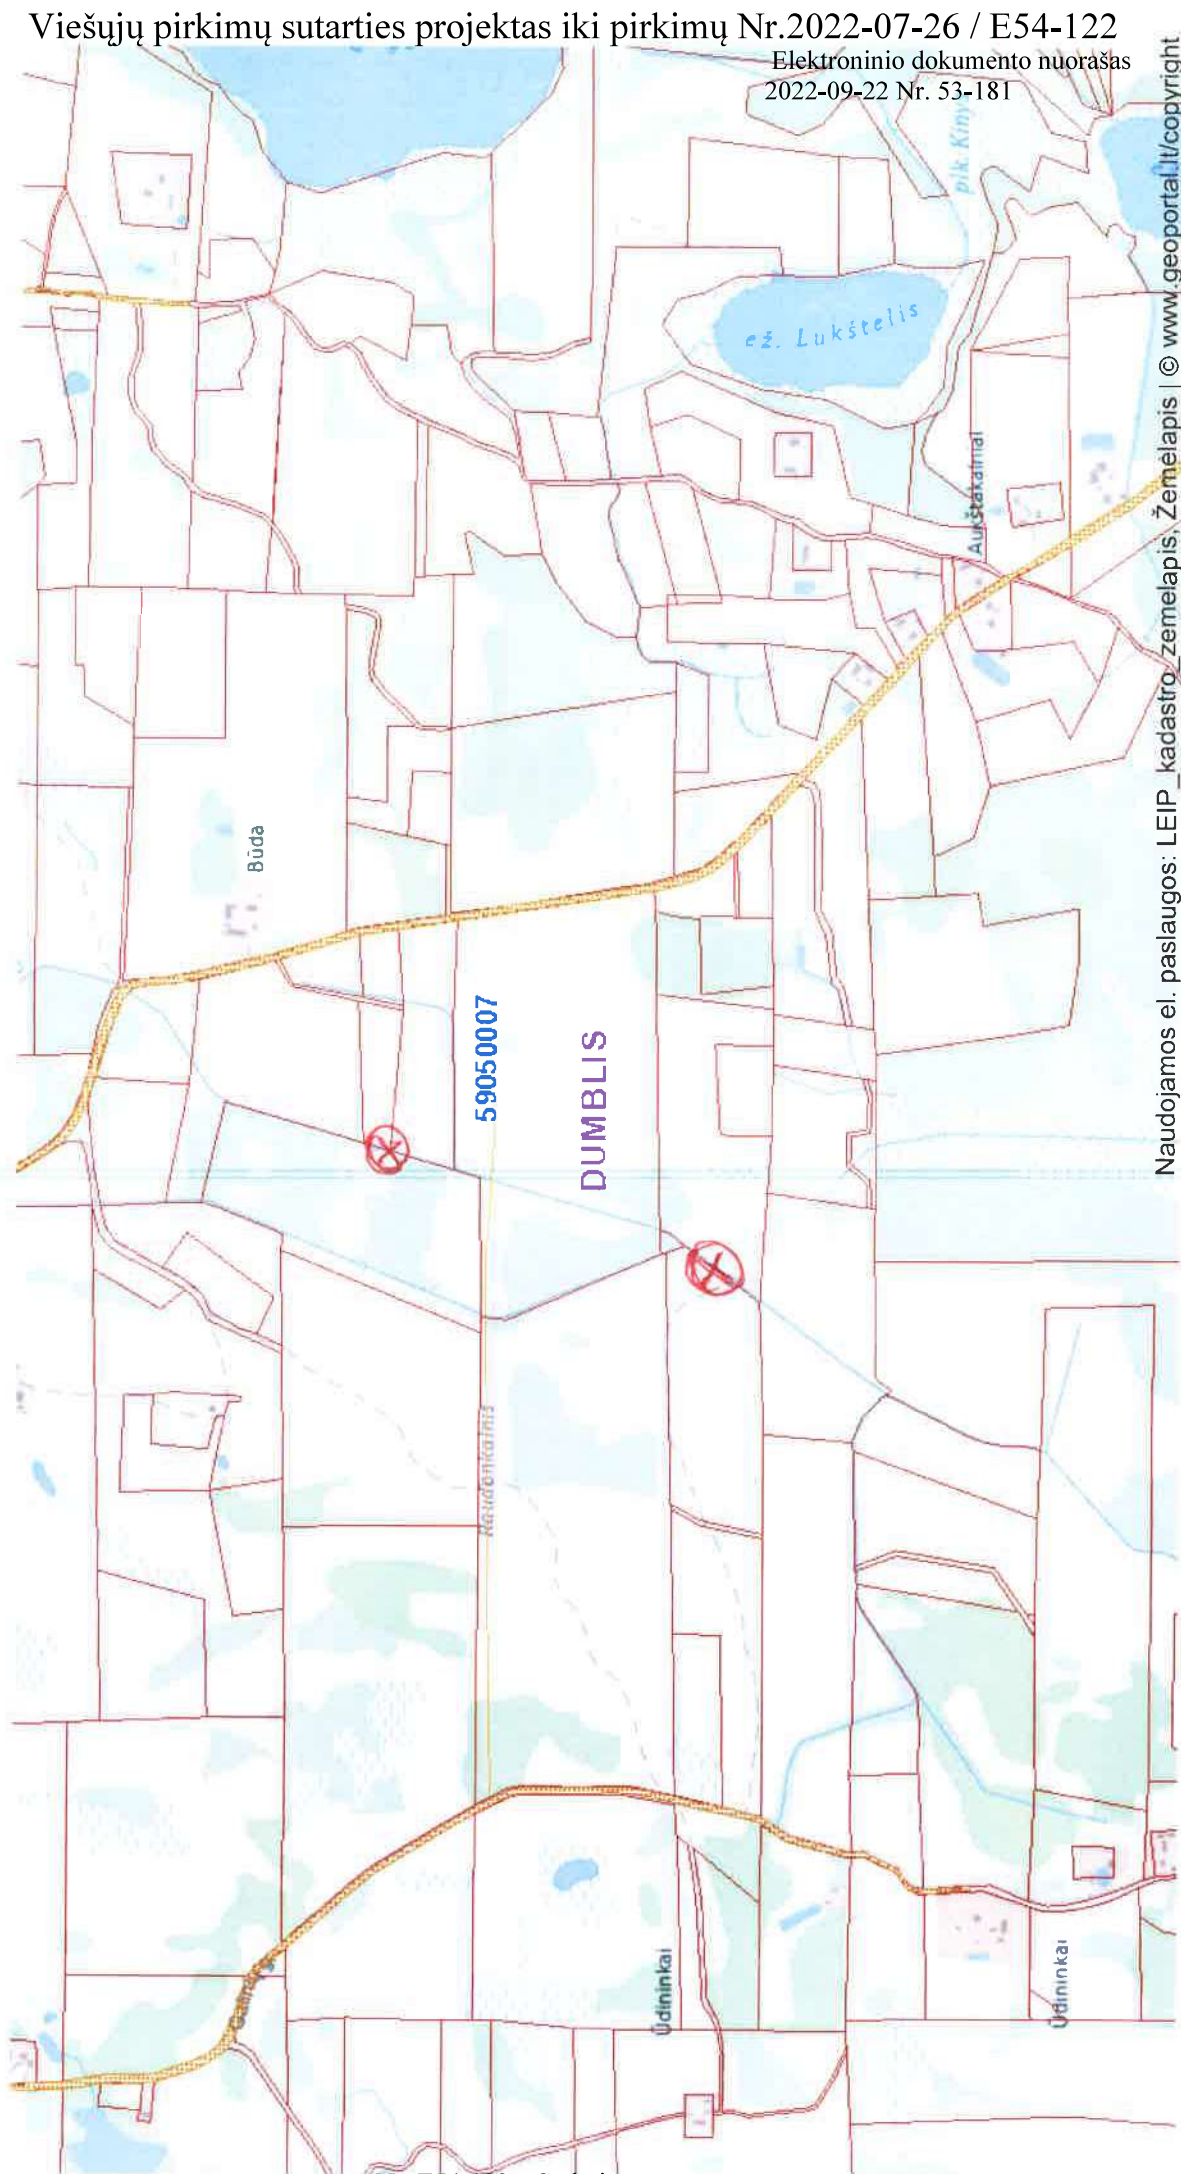 Viešųjų pirkimų sutarties projektas iki pirkimų Nr.2022-07-26 / E54-122
Elektroninio dokumento nuorašas
2022-09-22 Nr. 53-181
plk. Kiny
ež. Lukštelis
Aukštakalniai
Būda
59050007
DUMBLIS
Raudonkalnis
Ūdininkai
Ūdininkai
Naudojamos el. paslaugos: LEIP_kadastro_zemelapis, Žemėlapis | © www.geoportal.lt/copyright